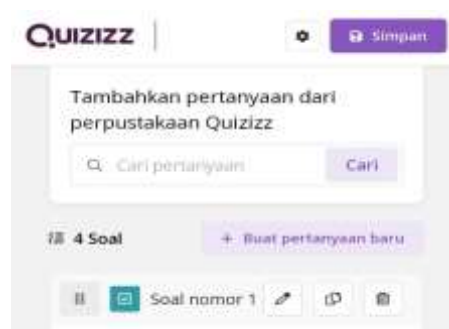 QUIZIZZ
Simpan
Tambahkan pertanyaan dari
perpustakaan Quizizz
Cari pertanyaan
Cari
4 Soal
+ Buat pertanyaan baru
Soal nomor 1